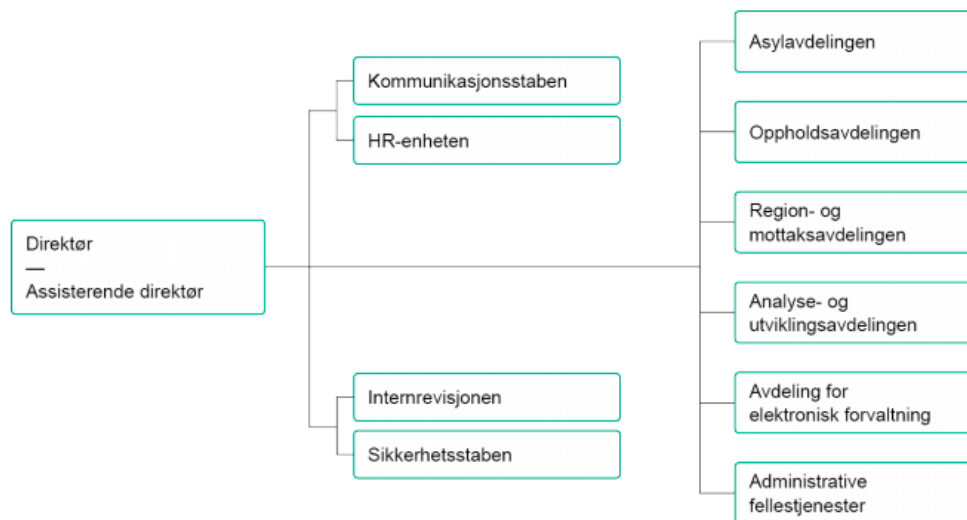 Direktør
—
Assisterende direktør
Kommunikasjonsstaben
HR-enheten
Internrevisjonen
Sikkerhetsstaben
Asylavdelingen
Oppholdsavdelingen
Region- og
mottaksavdelingen
Analyse- og
utviklingsavdelingen
Avdeling for
elektronisk forvaltning
Administrative
fellestjenester